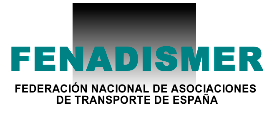 FENADISMER
FEDERACIÓN NACIONAL DE ASOCIACIONES
DE TRANSPORTE DE ESPAÑA